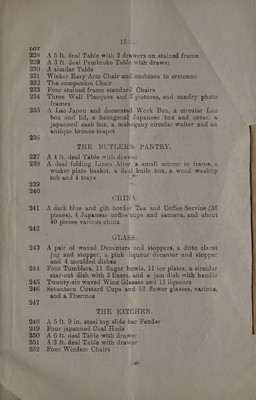 15
LOT
228 A 5 ft. deal Table with 2 drawers on stained frame
229 A 3 ft. deal Pembroke Table with drawer
230 A similar Table
231 Wicker Easy Arm Chair and cushions in cretonne
232 The companion Chair
233 Four stained frame standard Chairs
234 Three Wall Plaques and 3 pictures, and sundry photo
frames
235 A Lac Japan and decorated Work Box, a circular Lac
box and lid, a hexagonal Japanese box and cover, a
japanned cash box, a mahogany circular waiter and an
antique bronze teapot
236
THE BUTLER'S PANTRY.
237 A 4 ft. deal Table with drawer
238 A deal folding Linen Airer, a small mirror in frame, a
wicker plate basket, a deal knife box, a wood washup
tub and 4 trays
239
240
CHINA.
241 A dark blue and gilt border Tea and Coffee Service (36
pieces), 4 Japanese coffee cups and saucers, and about
40 pieces various china
242
GLASS.
243 A pair of waved Decanters and stoppers, a ditto claret
jug and stopper, a pink liqueur decanter and stopper
and 4 moulded dishes
244 Four Tumblers, 11 finger bowls, 11 ice plates, a circular
star-cut dish with 3 lixers, and a jam dish with handle
245 Twenty-six waved Wine Glasses and 11 liqueurs
246 Seventeen Custard Cups and 12 flower glasses, various,
and a Thermos
247
THE KITCHEN.
248 A 5 ft. 9 in. steel top slide bar Fender
249 Four japanned Coal Hods
250 A 6 ft. deal Table with drawer
251 A 3 ft. deal Table with drawer
252 Four Windsor Chairs